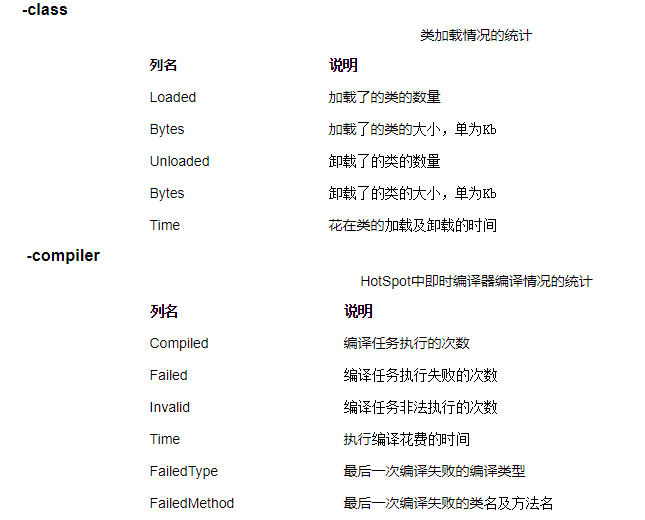 -class
类加载情况的统计
列名 说明
Loaded 加载了的类的数量
Bytes 加载了的类的大小，单为Kb
Unloaded 卸载了的类的数量
Bytes 卸载了的类的大小，单为Kb
Time 花在类的加载及卸载的时间
-compiler
HotSpot中即时编译器编译情况的统计
列名 说明
Compiled 编译任务执行的次数
Failed 编译任务执行失败的次数
Invalid 编译任务非法执行的次数
Time 执行编译花费的时间
FailedType 最后一次编译失败的编译类型
FailedMethod 最后一次编译失败的类名及方法名